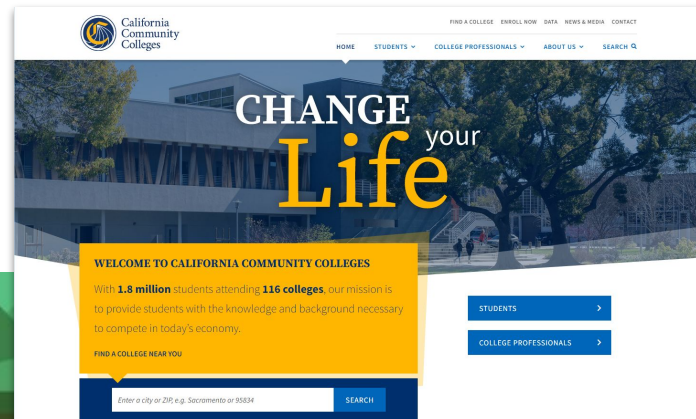 California
Community
Colleges
FIND A COLLEGE ENROLL NOW DATA NEWS & MEDIA CONTACT
HOME STUDENTS COLLEGE PROFESSIONALS ABOUT US SEARCH
CHANGE
your
Life
WELCOME TO CALIFORNIA COMMUNITY COLLEGES
With 1.8 million students attending 116 colleges, our mission is
to provide students with the knowledge and background necessary
to compete in today's economy.
FIND A COLLEGE NEAR YOU
Enter a city or ZIP, e.g. Sacramento or 95834
SEARCH
STUDENTS
COLLEGE PROFESSIONALS